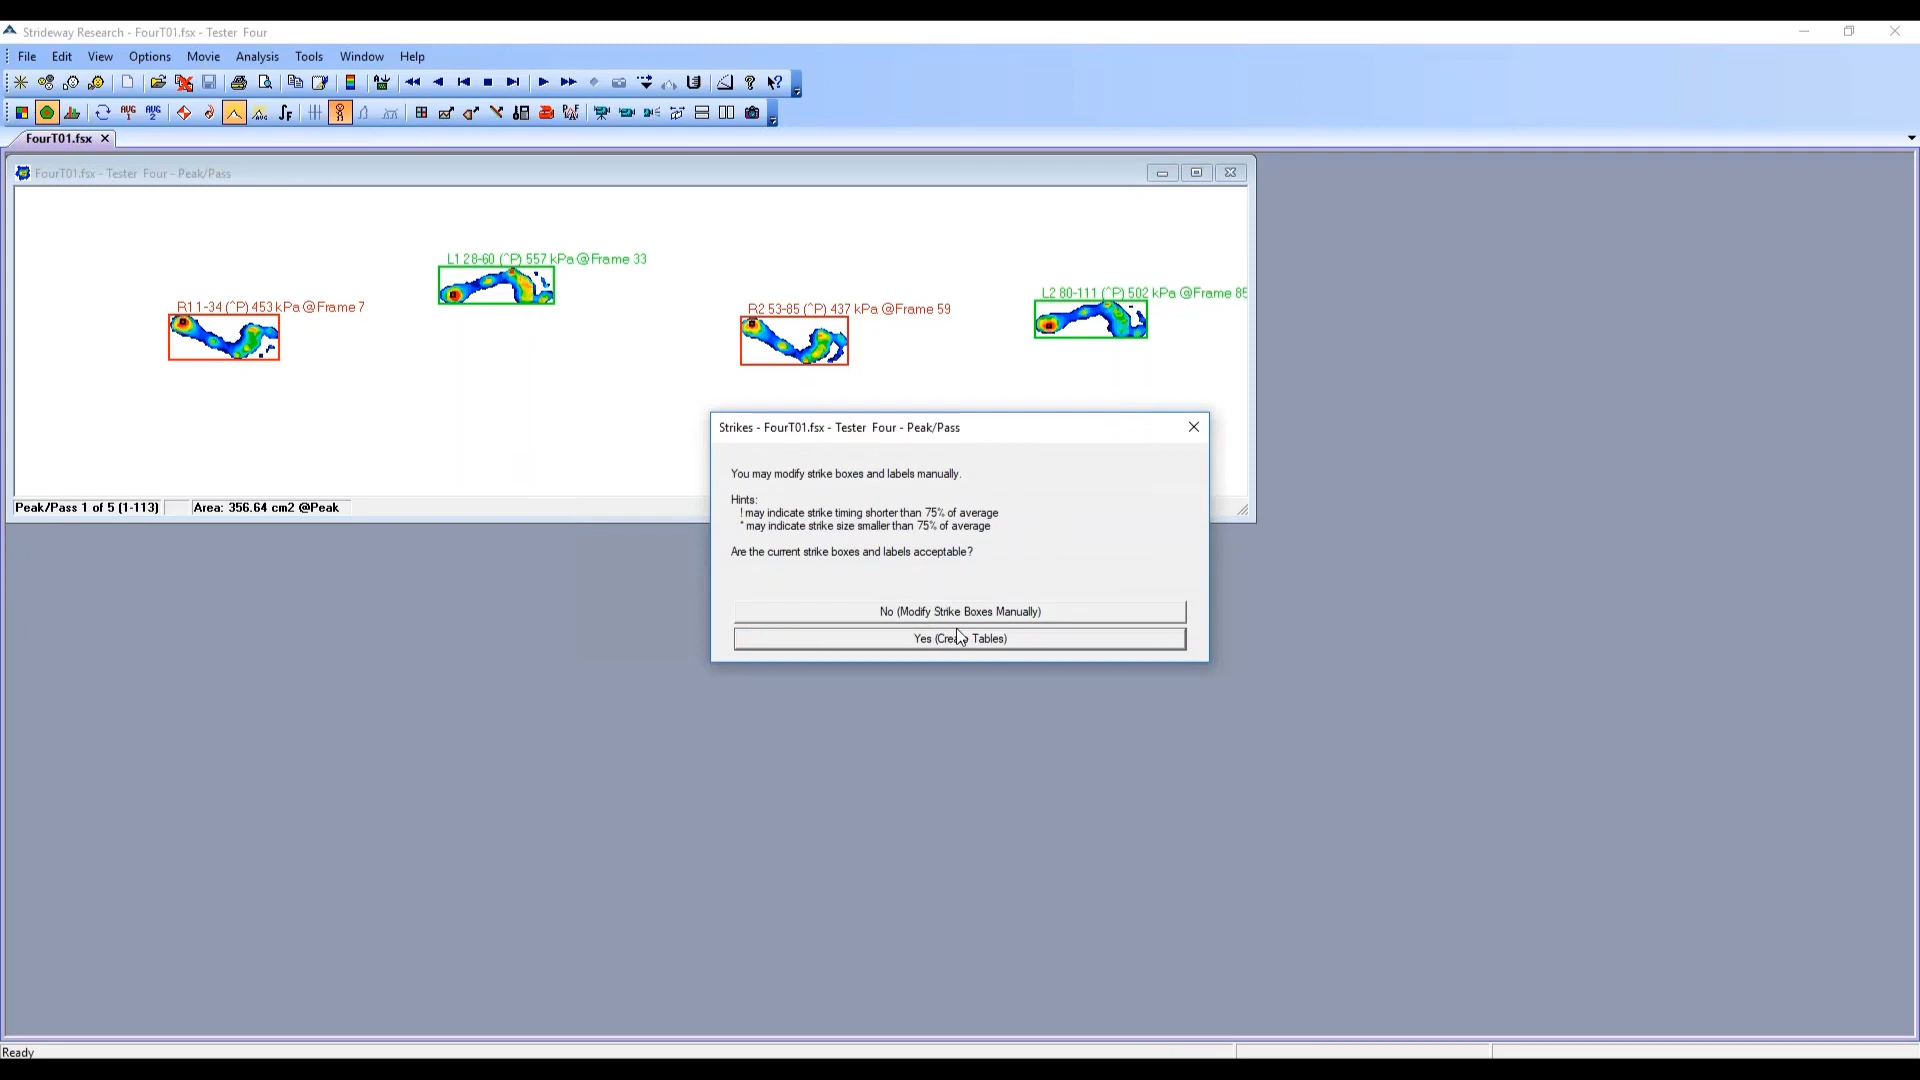 Strideway Research - FourT01.fsx - Tester Four
File Edit View Options Movie Analysis Tools Window Help
FourT01.fsx
FourT01.fsx - Tester Four - Peak/Pass
L1 28-60 (^P) 557 kPa @Frame 33
R1 1-34 (^P) 453 kPa @Frame 7
R2 53-85 (^P) 437 kPa @Frame 59
L2 80-111 (^P) 502 kPa @Frame 85
Strikes - FourT01.fsx - Tester Four - Peak/Pass
You may modify strike boxes and labels manually.
Hints:
! may indicate strike timing shorter than 75% of average
* may indicate strike size smaller than 75% of average
Are the current strike boxes and labels acceptable?
No (Modify Strike Boxes Manually)
Yes (Create Tables)
Peak/Pass 1 of 5 (1-113) Area: 356.64 cm2 @Peak
Ready